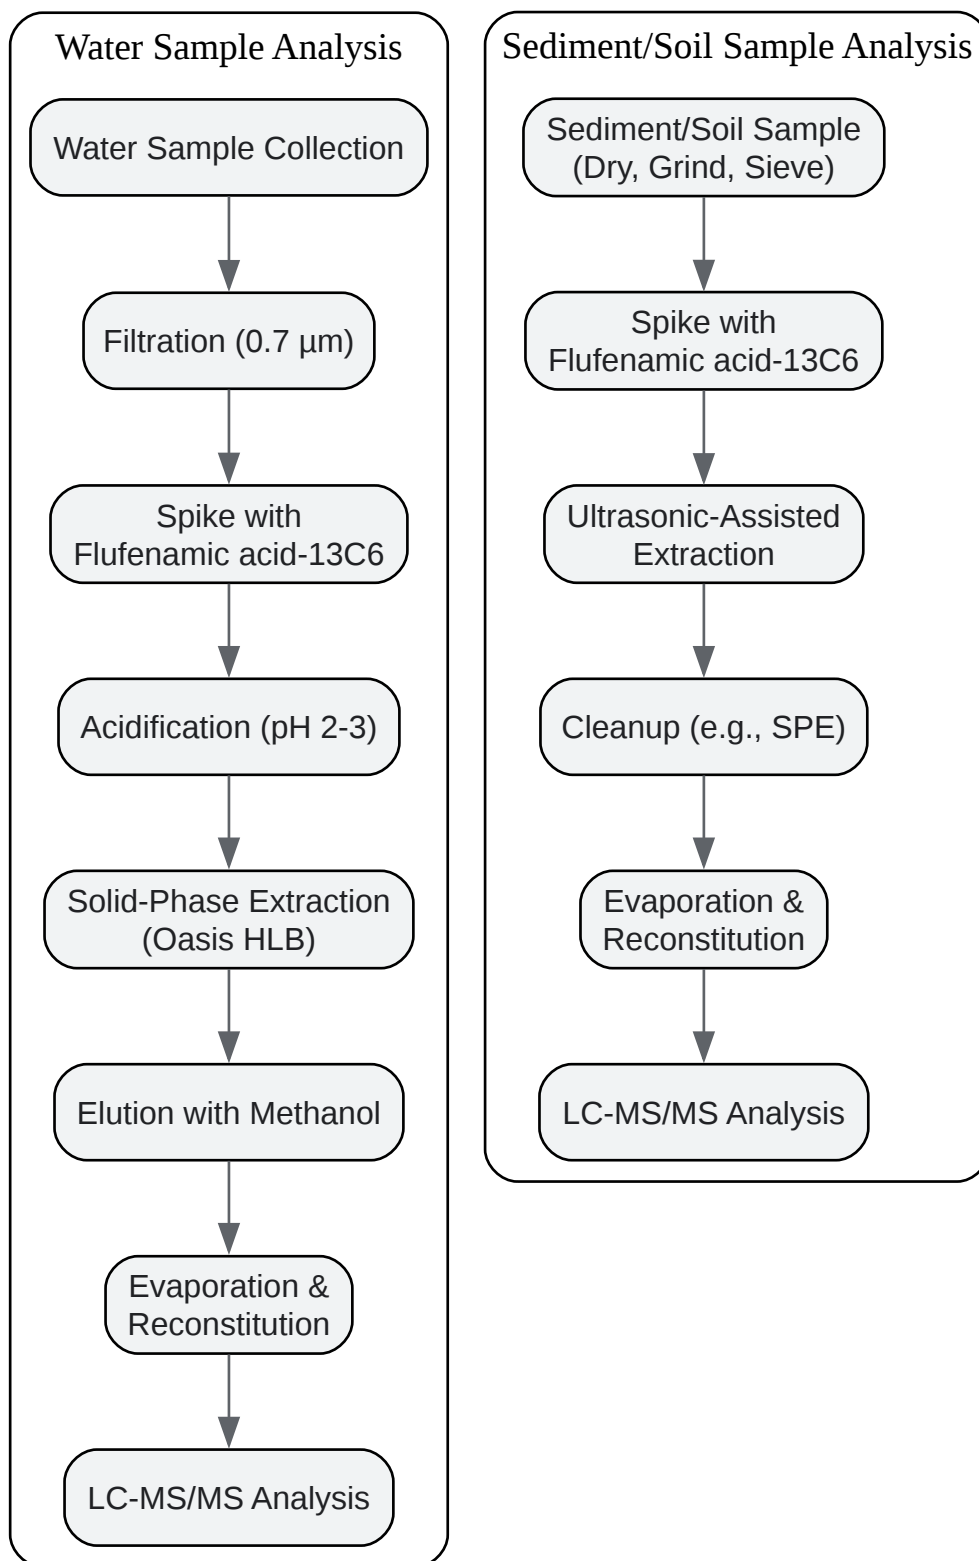 Water Sample Analysis
Water Sample Collection
Filtration (0.7 µm)
Spike with
Flufenamic acid-13C6
Acidification (pH 2-3)
Solid-Phase Extraction
(Oasis HLB)
Elution with Methanol
Evaporation &
Reconstitution
LC-MS/MS Analysis
Sediment/Soil Sample Analysis
Sediment/Soil Sample
(Dry, Grind, Sieve)
Spike with
Flufenamic acid-13C6
Ultrasonic-Assisted
Extraction
Cleanup (e.g., SPE)
Evaporation &
Reconstitution
LC-MS/MS Analysis